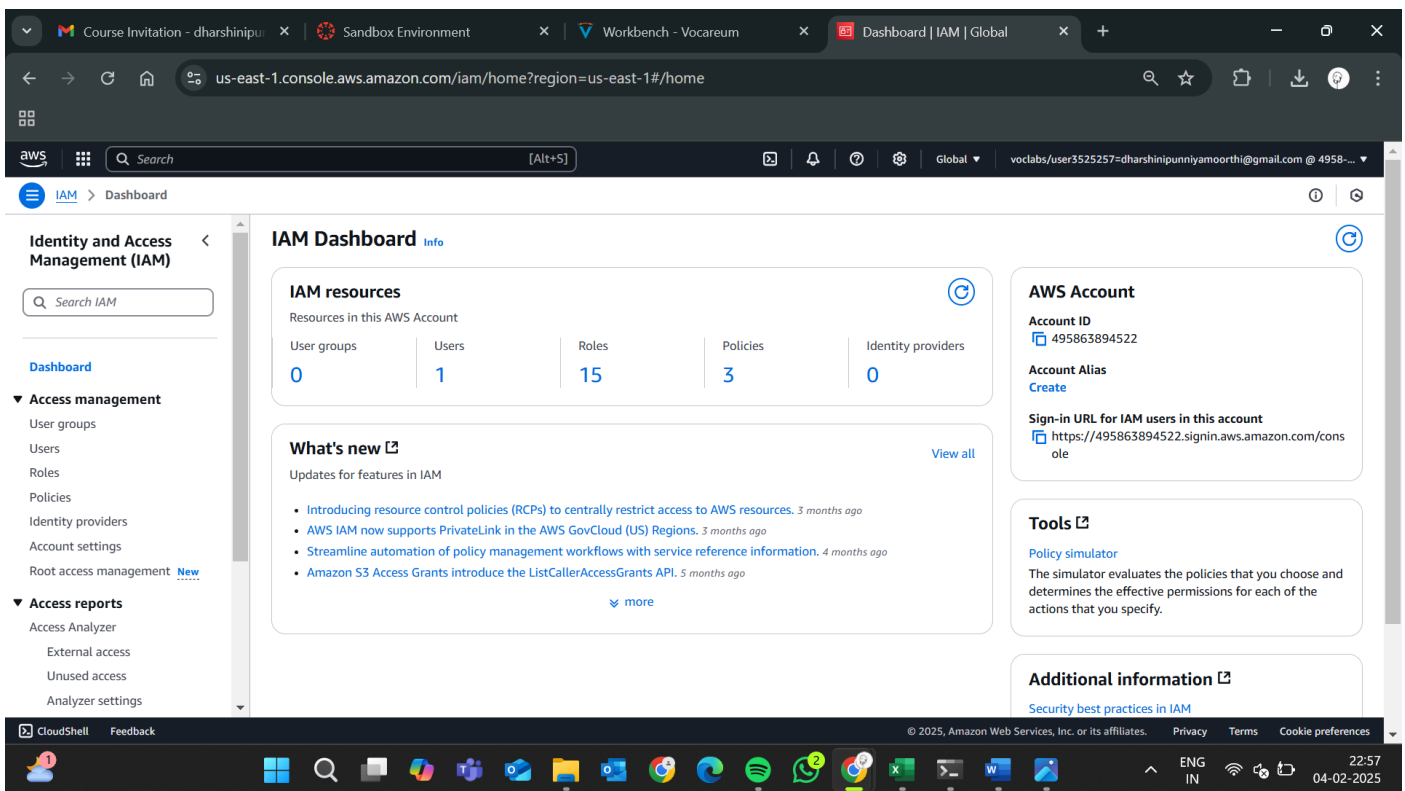 Course Invitation - dharshinipur
Sandbox Environment
Workbench - Vocareum
Dashboard | IAM | Global
us-east-1.console.aws.amazon.com/iam/home?region=us-east-1#/home
aws
Search [Alt+S]
Global
voclabs/user3525257=dharshinipunniyamoorthi@gmail.com @ 4958-...
IAM > Dashboard
Identity and Access
Management (IAM)
Search IAM
Dashboard
Access management
User groups
Users
Roles
Policies
Identity providers
Account settings
Root access management New
Access reports
Access Analyzer
External access
Unused access
Analyzer settings
IAM Dashboard Info
IAM resources
Resources in this AWS Account
User groups Users Roles Policies Identity providers
0 1 15 3 0
What's new
View all
Updates for features in IAM
• Introducing resource control policies (RCPs) to centrally restrict access to AWS resources. 3 months ago
• AWS IAM now supports PrivateLink in the AWS GovCloud (US) Regions. 3 months ago
• Streamline automation of policy management workflows with service reference information. 4 months ago
• Amazon S3 Access Grants introduce the ListCallerAccessGrants API. 5 months ago
more
AWS Account
Account ID
495863894522
Account Alias
Create
Sign-in URL for IAM users in this account
https://495863894522.signin.aws.amazon.com/cons
ole
Tools
Policy simulator
The simulator evaluates the policies that you choose and
determines the effective permissions for each of the
actions that you specify.
Additional information
Security best practices in IAM
CloudShell Feedback
© 2025, Amazon Web Services, Inc. or its affiliates. Privacy Terms Cookie preferences
1
2
ENG
IN
22:57
04-02-2025